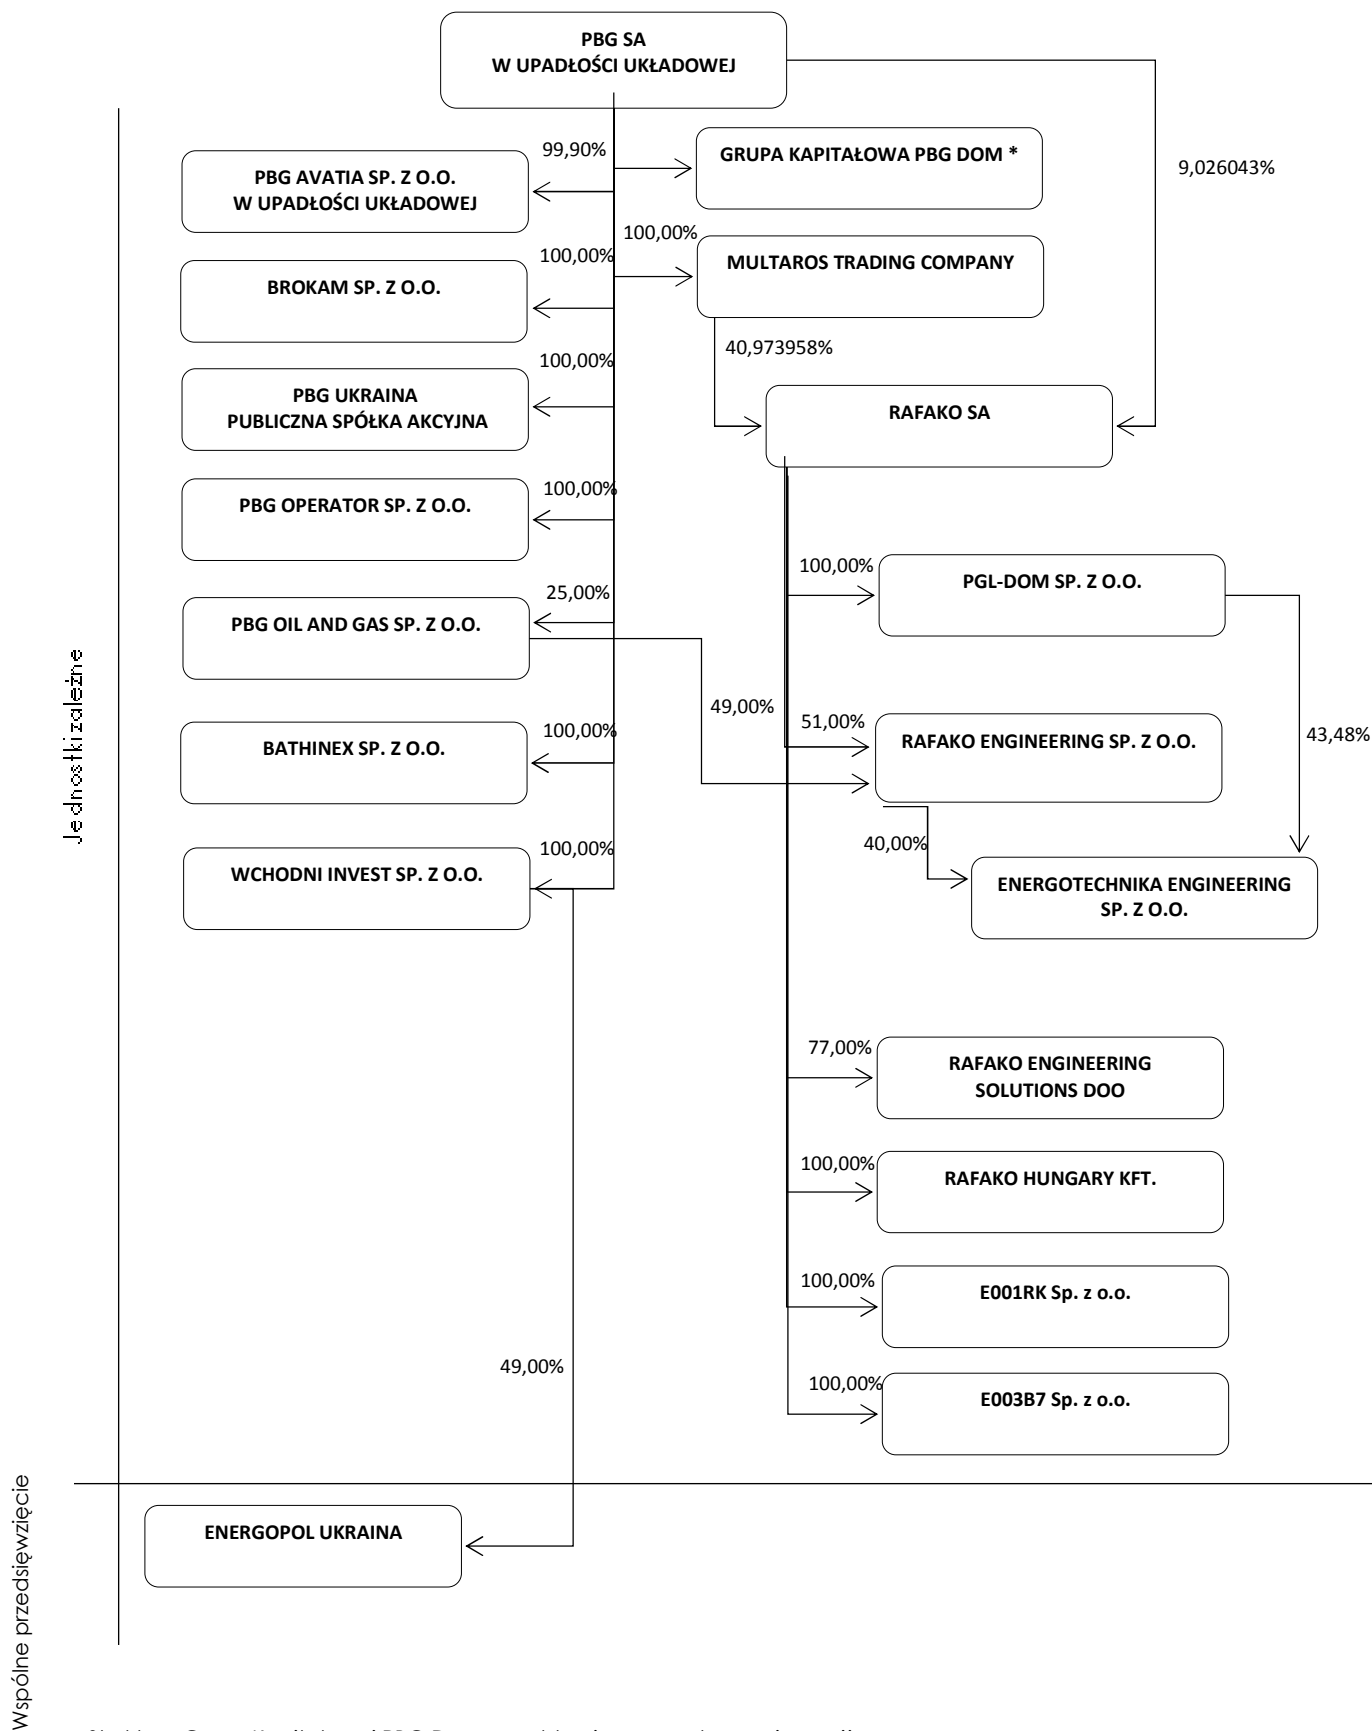 PBG SA
W UPADŁOŚCI UKŁADOWEJ
99,90%
GRUPA KAPITAŁOWA PBG DOM *
9,026043%
PBG AVATIA SP. Z O.O.
W UPADŁOŚCI UKŁADOWEJ
100,00%
MULTAROS TRADING COMPANY
100,00%
BROKAM SP. Z O.O.
40,973958%
100,00%
PBG UKRAINA
PUBLICZNA SPÓŁKA AKCYJNA
RAFAKO SA
100,00%
PBG OPERATOR SP. Z O.O.
100,00%
PGL-DOM SP. Z O.O.
25,00%
PBG OIL AND GAS SP. Z O.O.
Jednostki zależne
49,00%
51,00%
RAFAKO ENGINEERING SP. Z O.O.
43,48%
100,00%
BATHINEX SP. Z O.O.
40,00%
100,00%
WCHODNI INVEST SP. Z O.O.
ENERGOTECHNIKA ENGINEERING
SP. Z O.O.
77,00%
RAFAKO ENGINEERING
SOLUTIONS DOO
100,00%
RAFAKO HUNGARY KFT.
100,00%
E001RK Sp. z o.o.
49,00%
100,00%
E003B7 Sp. z o.o.
Wspólne przedsięwzięcie
ENERGOPOL UKRAINA